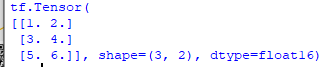 tf.Tensor(
[[1. 2.]
 [3. 4.]
 [5. 6.]], shape=(3, 2), dtype=float16)